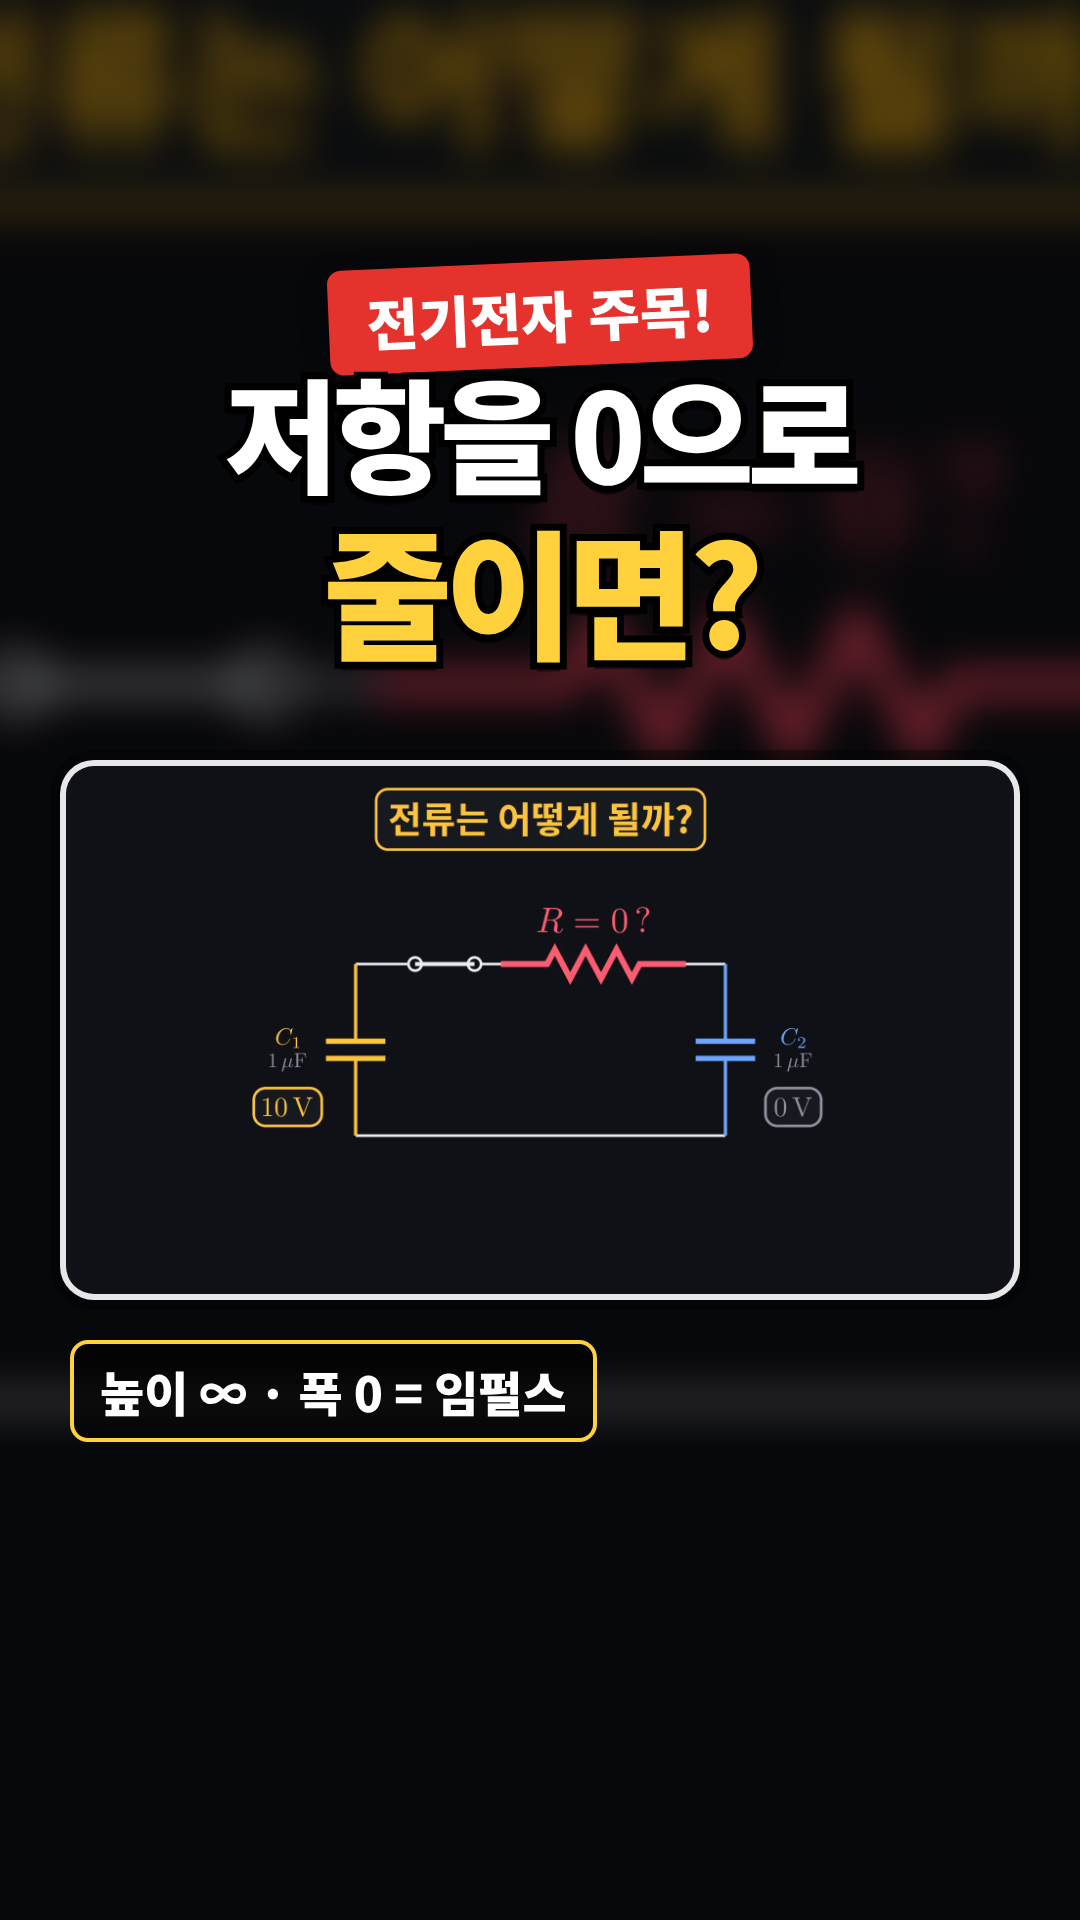 전기전자 주목!
저항을 0으로
줄이면?
전류는 어떻게 될까?
R = 0 ?
C₁
1 μF
10 V
C₂
1 μF
0 V
높이 ∞ · 폭 0 = 임펄스